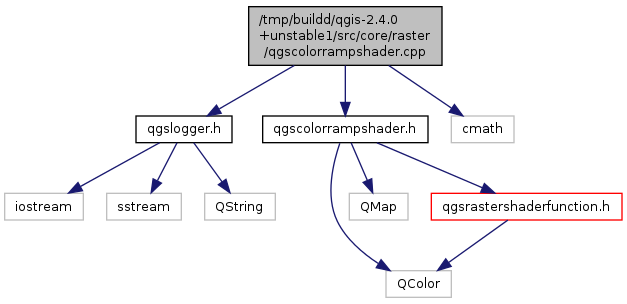 /tmp/buildd/qgis-2.4.0
+unstable1/src/core/raster
/qgscolorrampshader.cpp
qgslogger.h
qgscolorrampshader.h
cmath
iostream
sstream
QString
QMap
qgsrastershaderfunction.h
QColor